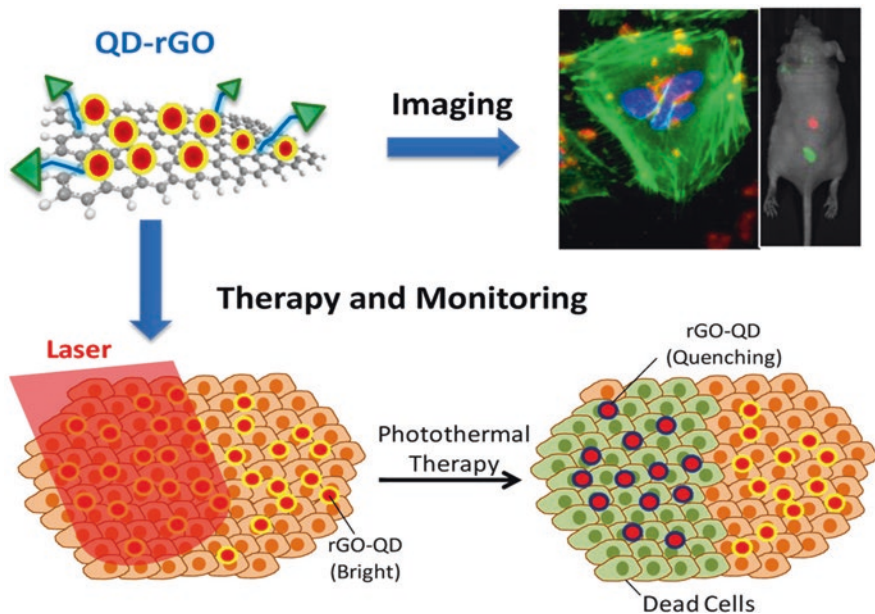 QD-rGO
Imaging
Therapy and Monitoring
Laser
rGO-QD
(Bright)
Photothermal
Therapy
rGO-QD
(Quenching)
Dead Cells